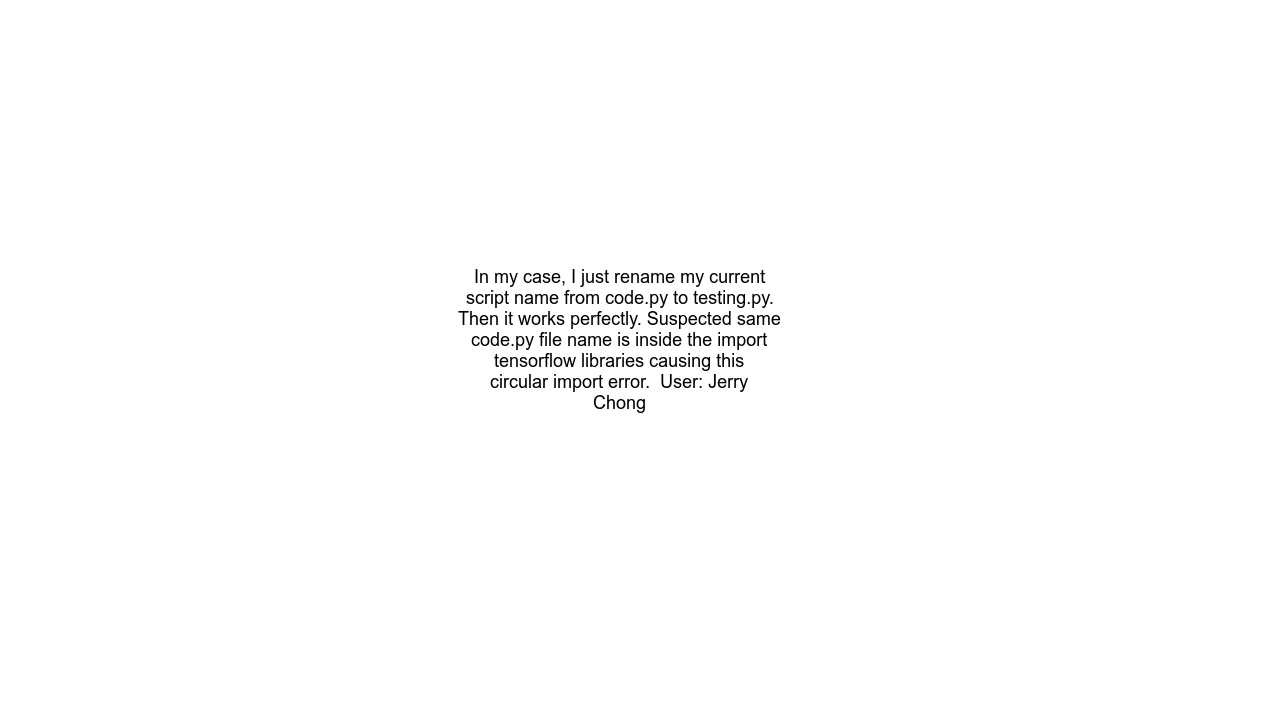 In my case, I just rename my current
script name from code.py to testing.py.
Then it works perfectly. Suspected same
code.py file name is inside the import
tensorflow libraries causing this
circular import error.  User: Jerry
Chong